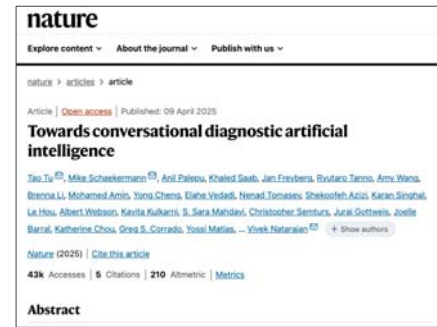 nature
Explore content About the journal Publish with us
nature > articles > article
Article | Open access | Published: 09 April 2025
Towards conversational diagnostic artificial
intelligence
Tao Tu, Mike Schaekermann, Anil Palepu, Khaled Saab, Jan Freyberg, Ryutaro Tanno, Amy Wang,
Brenna Li, Mohamed Amin, Yong Cheng, Elahe Vedadi, Nenad Tomasev, Shekoofeh Azizi, Karan Singhal,
Le Hou, Albert Webson, Kavita Kulkarni, S. Sara Mahdavi, Christopher Semturs, Juraj Gottweis, Joelle
Barral, Katherine Chou, Greg S. Corrado, Yossi Matias, ... Vivek Natarajan + Show authors
Nature (2025) | Cite this article
43k Accesses | 5 Citations | 210 Altmetric | Metrics
Abstract